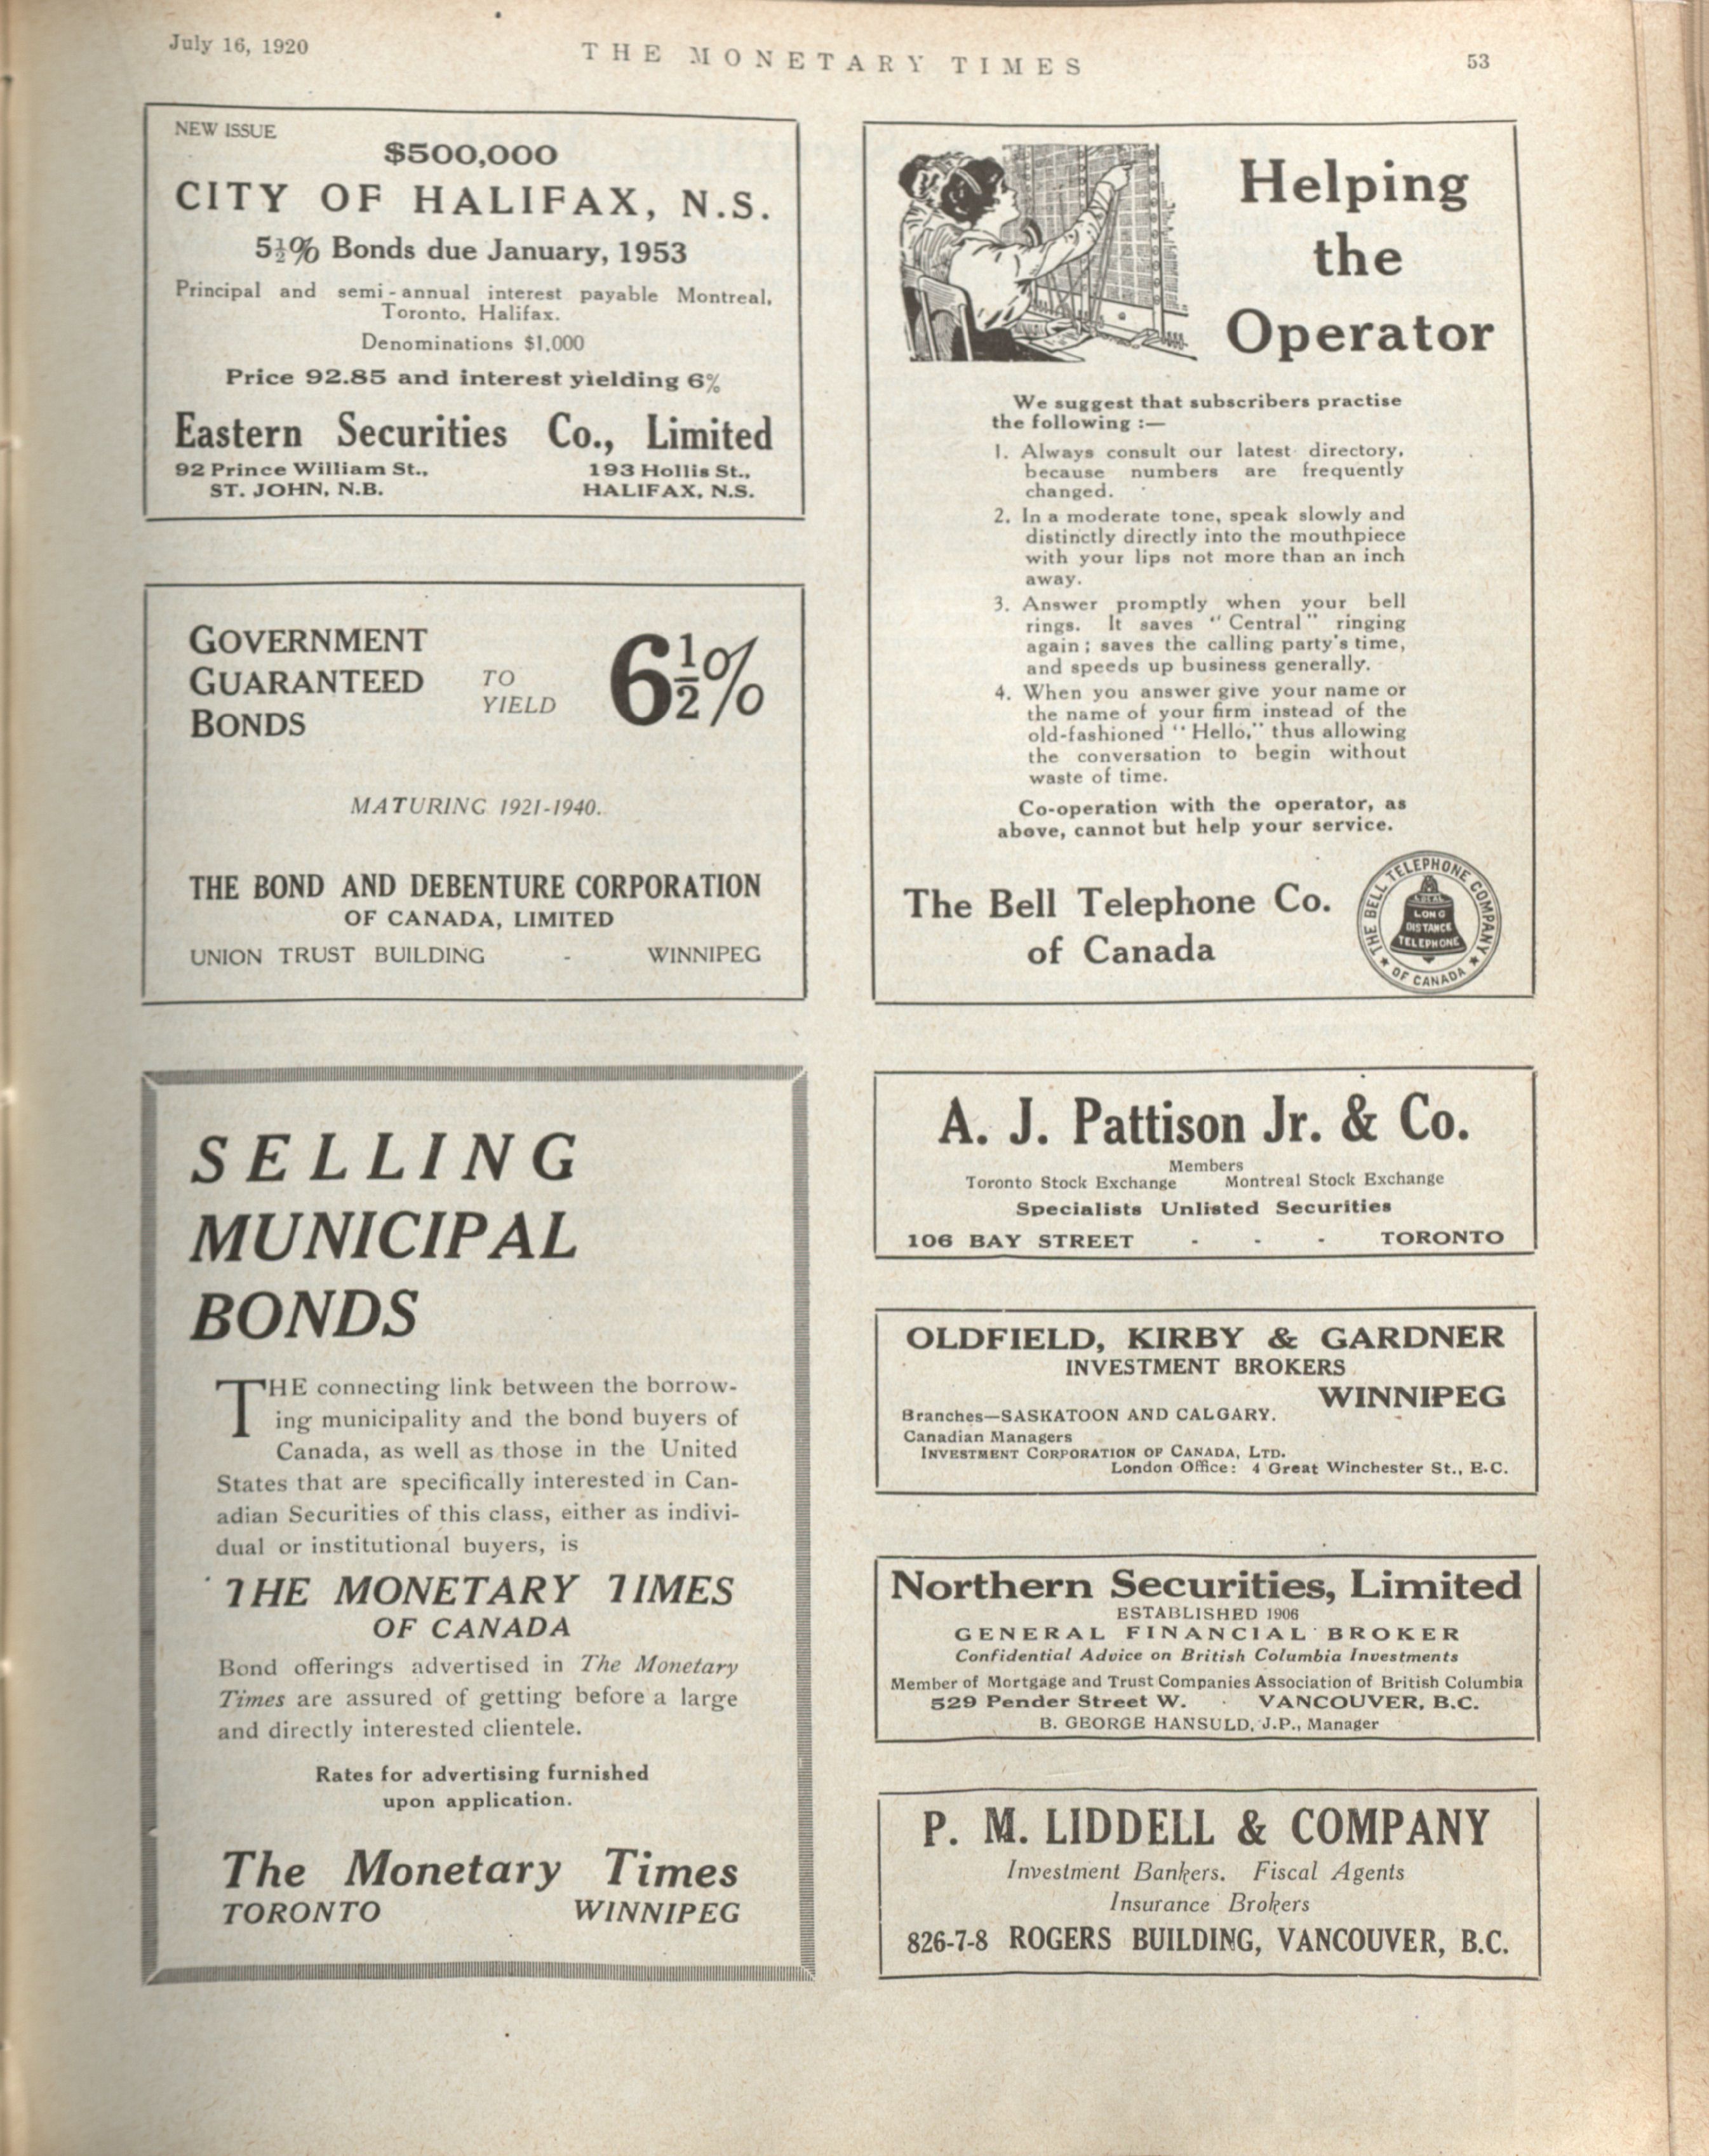 July 16, 1920
THE MONETARY TIMES
53
NEW ISSUE
$500,000
CITY OF HALIFAX, N.S.
5½% Bonds due January, 1953
Principal and semi-annual interest payable Montreal,
Toronto, Halifax.
Denominations $1,000
Price 92.85 and interest yielding 6%
Eastern Securities Co., Limited
92 Prince William St., 193 Hollis St.,
ST. JOHN, N.B. HALIFAX, N.S.
GOVERNMENT
GUARANTEED
BONDS
TO
YIELD
6½%
MATURING 1921-1940.
THE BOND AND DEBENTURE CORPORATION
OF CANADA, LIMITED
UNION TRUST BUILDING - WINNIPEG
SELLING
MUNICIPAL
BONDS
THE connecting link between the borrow-
ing municipality and the bond buyers of
Canada, as well as those in the United
States that are specifically interested in Can-
adian Securities of this class, either as indivi-
dual or institutional buyers, is
THE MONETARY TIMES
OF CANADA
Bond offerings advertised in The Monetary
Times are assured of getting before a large
and directly interested clientele.
Rates for advertising furnished
upon application.
The Monetary Times
TORONTO WINNIPEG
Helping
the
Operator
We suggest that subscribers practise
the following :—
1. Always consult our latest directory,
because numbers are frequently
changed.
2. In a moderate tone, speak slowly and
distinctly directly into the mouthpiece
with your lips not more than an inch
away.
3. Answer promptly when your bell
rings. It saves "Central" ringing
again; saves the calling party's time,
and speeds up business generally.
4. When you answer give your name or
the name of your firm instead of the
old-fashioned "Hello," thus allowing
the conversation to begin without
waste of time.
Co-operation with the operator, as
above, cannot but help your service.
The Bell Telephone Co.
of Canada
THE BELL TELEPHONE COMPANY
OF CANADA
LOCAL
LONG
DISTANCE
TELEPHONE
A. J. Pattison Jr. & Co.
Members
Toronto Stock Exchange Montreal Stock Exchange
Specialists Unlisted Securities
106 BAY STREET - - - TORONTO
OLDFIELD, KIRBY & GARDNER
INVESTMENT BROKERS
WINNIPEG
Branches—SASKATOON AND CALGARY.
Canadian Managers
INVESTMENT CORPORATION OF CANADA, LTD.
London Office: 4 Great Winchester St., E.C.
Northern Securities, Limited
ESTABLISHED 1906
GENERAL FINANCIAL BROKER
Confidential Advice on British Columbia Investments
Member of Mortgage and Trust Companies Association of British Columbia
529 Pender Street W. - VANCOUVER, B.C.
B. GEORGE HANSULD, J.P., Manager
P. M. LIDDELL & COMPANY
Investment Bankers. Fiscal Agents
Insurance Brokers
826-7-8 ROGERS BUILDING, VANCOUVER, B.C.